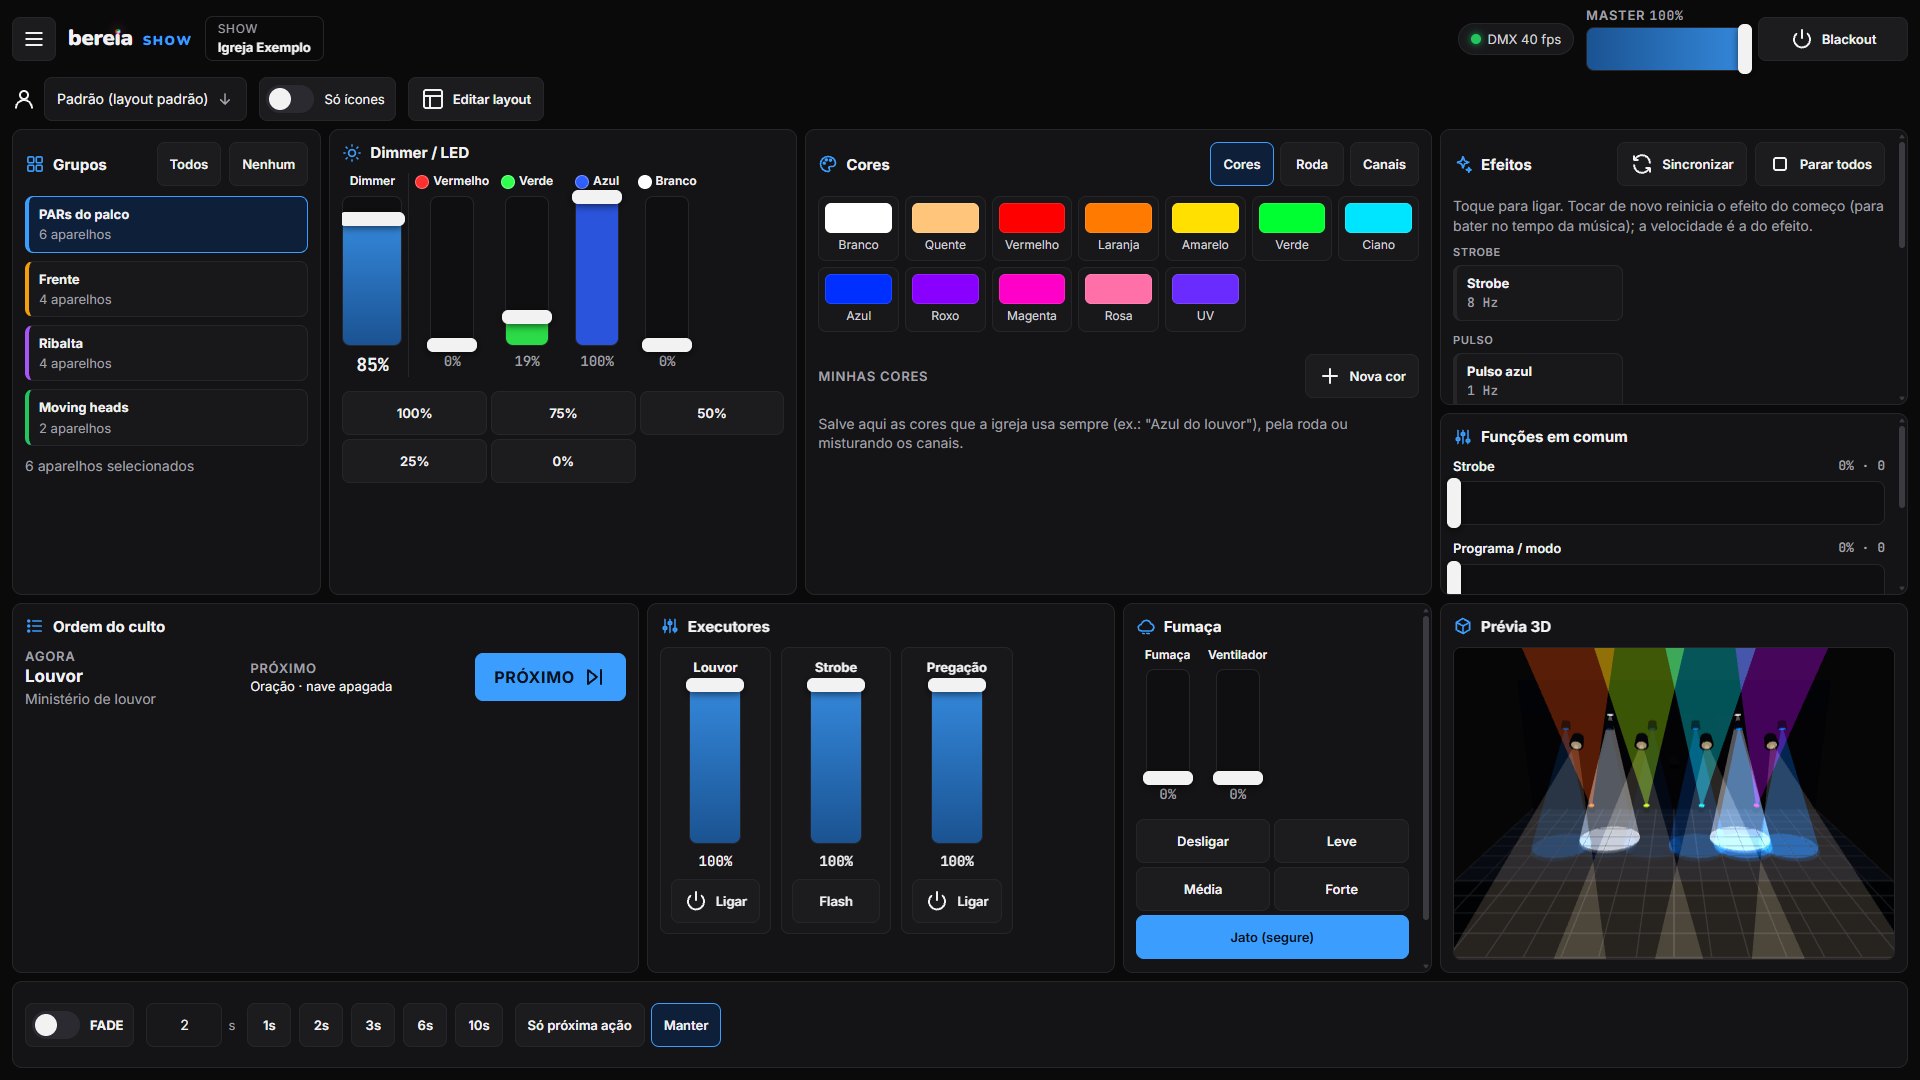 bereia SHOW
SHOW
Igreja Exemplo
DMX 40 fps
MASTER 100%
Blackout
Padrão (layout padrão)
Só ícones
Editar layout
Grupos
Todos
Nenhum
PARs do palco
6 aparelhos
Frente
4 aparelhos
Ribalta
4 aparelhos
Moving heads
2 aparelhos
6 aparelhos selecionados
Dimmer / LED
Dimmer
Vermelho
Verde
Azul
Branco
85%
0%
19%
100%
0%
100%
75%
50%
25%
0%
Cores
Cores
Roda
Canais
Branco
Quente
Vermelho
Laranja
Amarelo
Verde
Ciano
Azul
Roxo
Magenta
Rosa
UV
MINHAS CORES
Nova cor
Salve aqui as cores que a igreja usa sempre (ex.: "Azul do louvor"), pela roda ou
misturando os canais.
Efeitos
Sincronizar
Parar todos
Toque para ligar. Tocar de novo reinicia o efeito do começo (para
bater no tempo da música); a velocidade é a do efeito.
STROBE
Strobe
8 Hz
PULSO
Pulso azul
1 Hz
Funções em comum
Strobe
0% · 0
Programa / modo
0% · 0
Ordem do culto
AGORA
Louvor
Ministério de louvor
PRÓXIMO
Oração · nave apagada
PRÓXIMO
Executores
Louvor
100%
Ligar
Strobe
100%
Flash
Pregação
100%
Ligar
Fumaça
Fumaça
Ventilador
0%
0%
Desligar
Leve
Média
Forte
Jato (segure)
Prévia 3D
FADE
2
s
1s
2s
3s
6s
10s
Só próxima ação
Manter